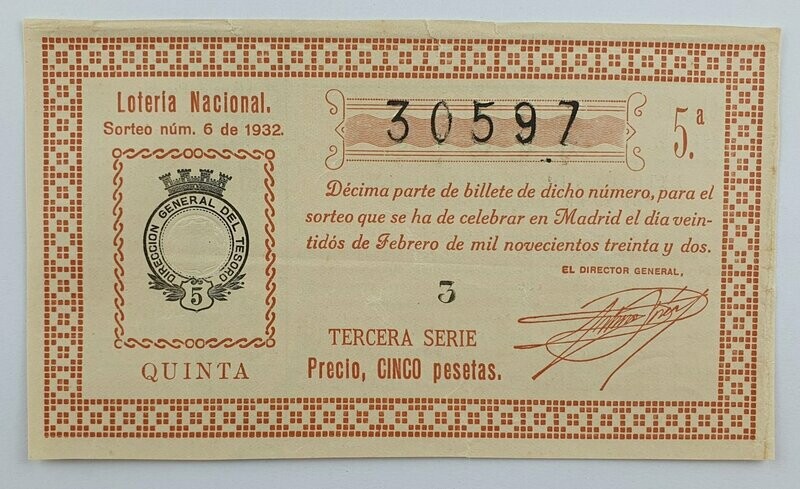 Lotería Nacional.
Sorteo núm. 6 de 1932.
DIRECCION GENERAL DEL TESORO
5
QUINTA
30597
5.ª
Décima parte de billete de dicho número, para el
sorteo que se ha de celebrar en Madrid el día vein-
tidós de Febrero de mil novecientos treinta y dos.
EL DIRECTOR GENERAL,
3
TERCERA SERIE
Precio, CINCO pesetas.